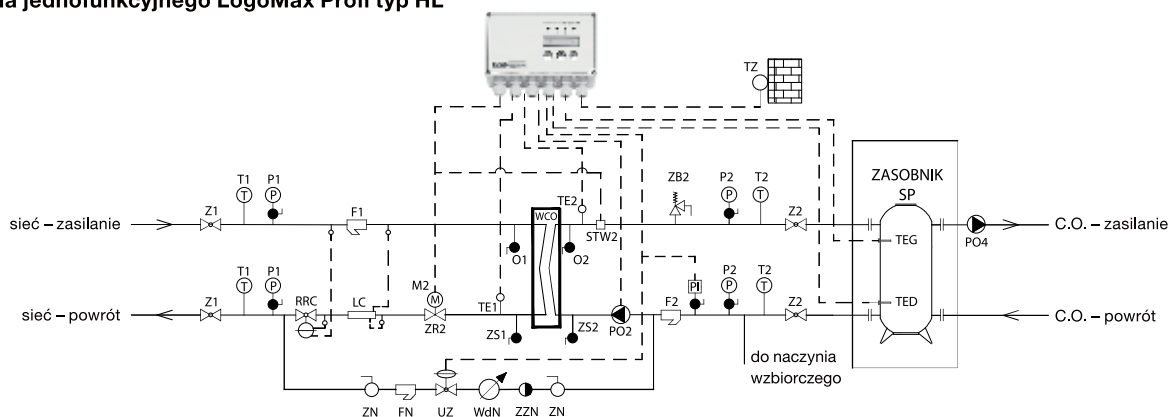 dla jednofunkcyjnego LogoMax Profi typ HL
TZ
ZASOBNIK
SP
TEG
TED
sieć – zasilanie
Z1
T1
T
P1
P
F1
WCO
O1
O2
TE2
STW2
ZB2
P2
P
T2
T
Z2
PO4
C.O. – zasilanie
sieć – powrót
Z1
T1
T
P1
P
RRC
LC
M2
M
ZR2
TE1
ZS1
ZS2
PO2
F2
PI
P2
P
T2
T
Z2
C.O. – powrót
do naczynia
wzbiorczego
ZN
FN
UZ
WdN
ZZN
ZN